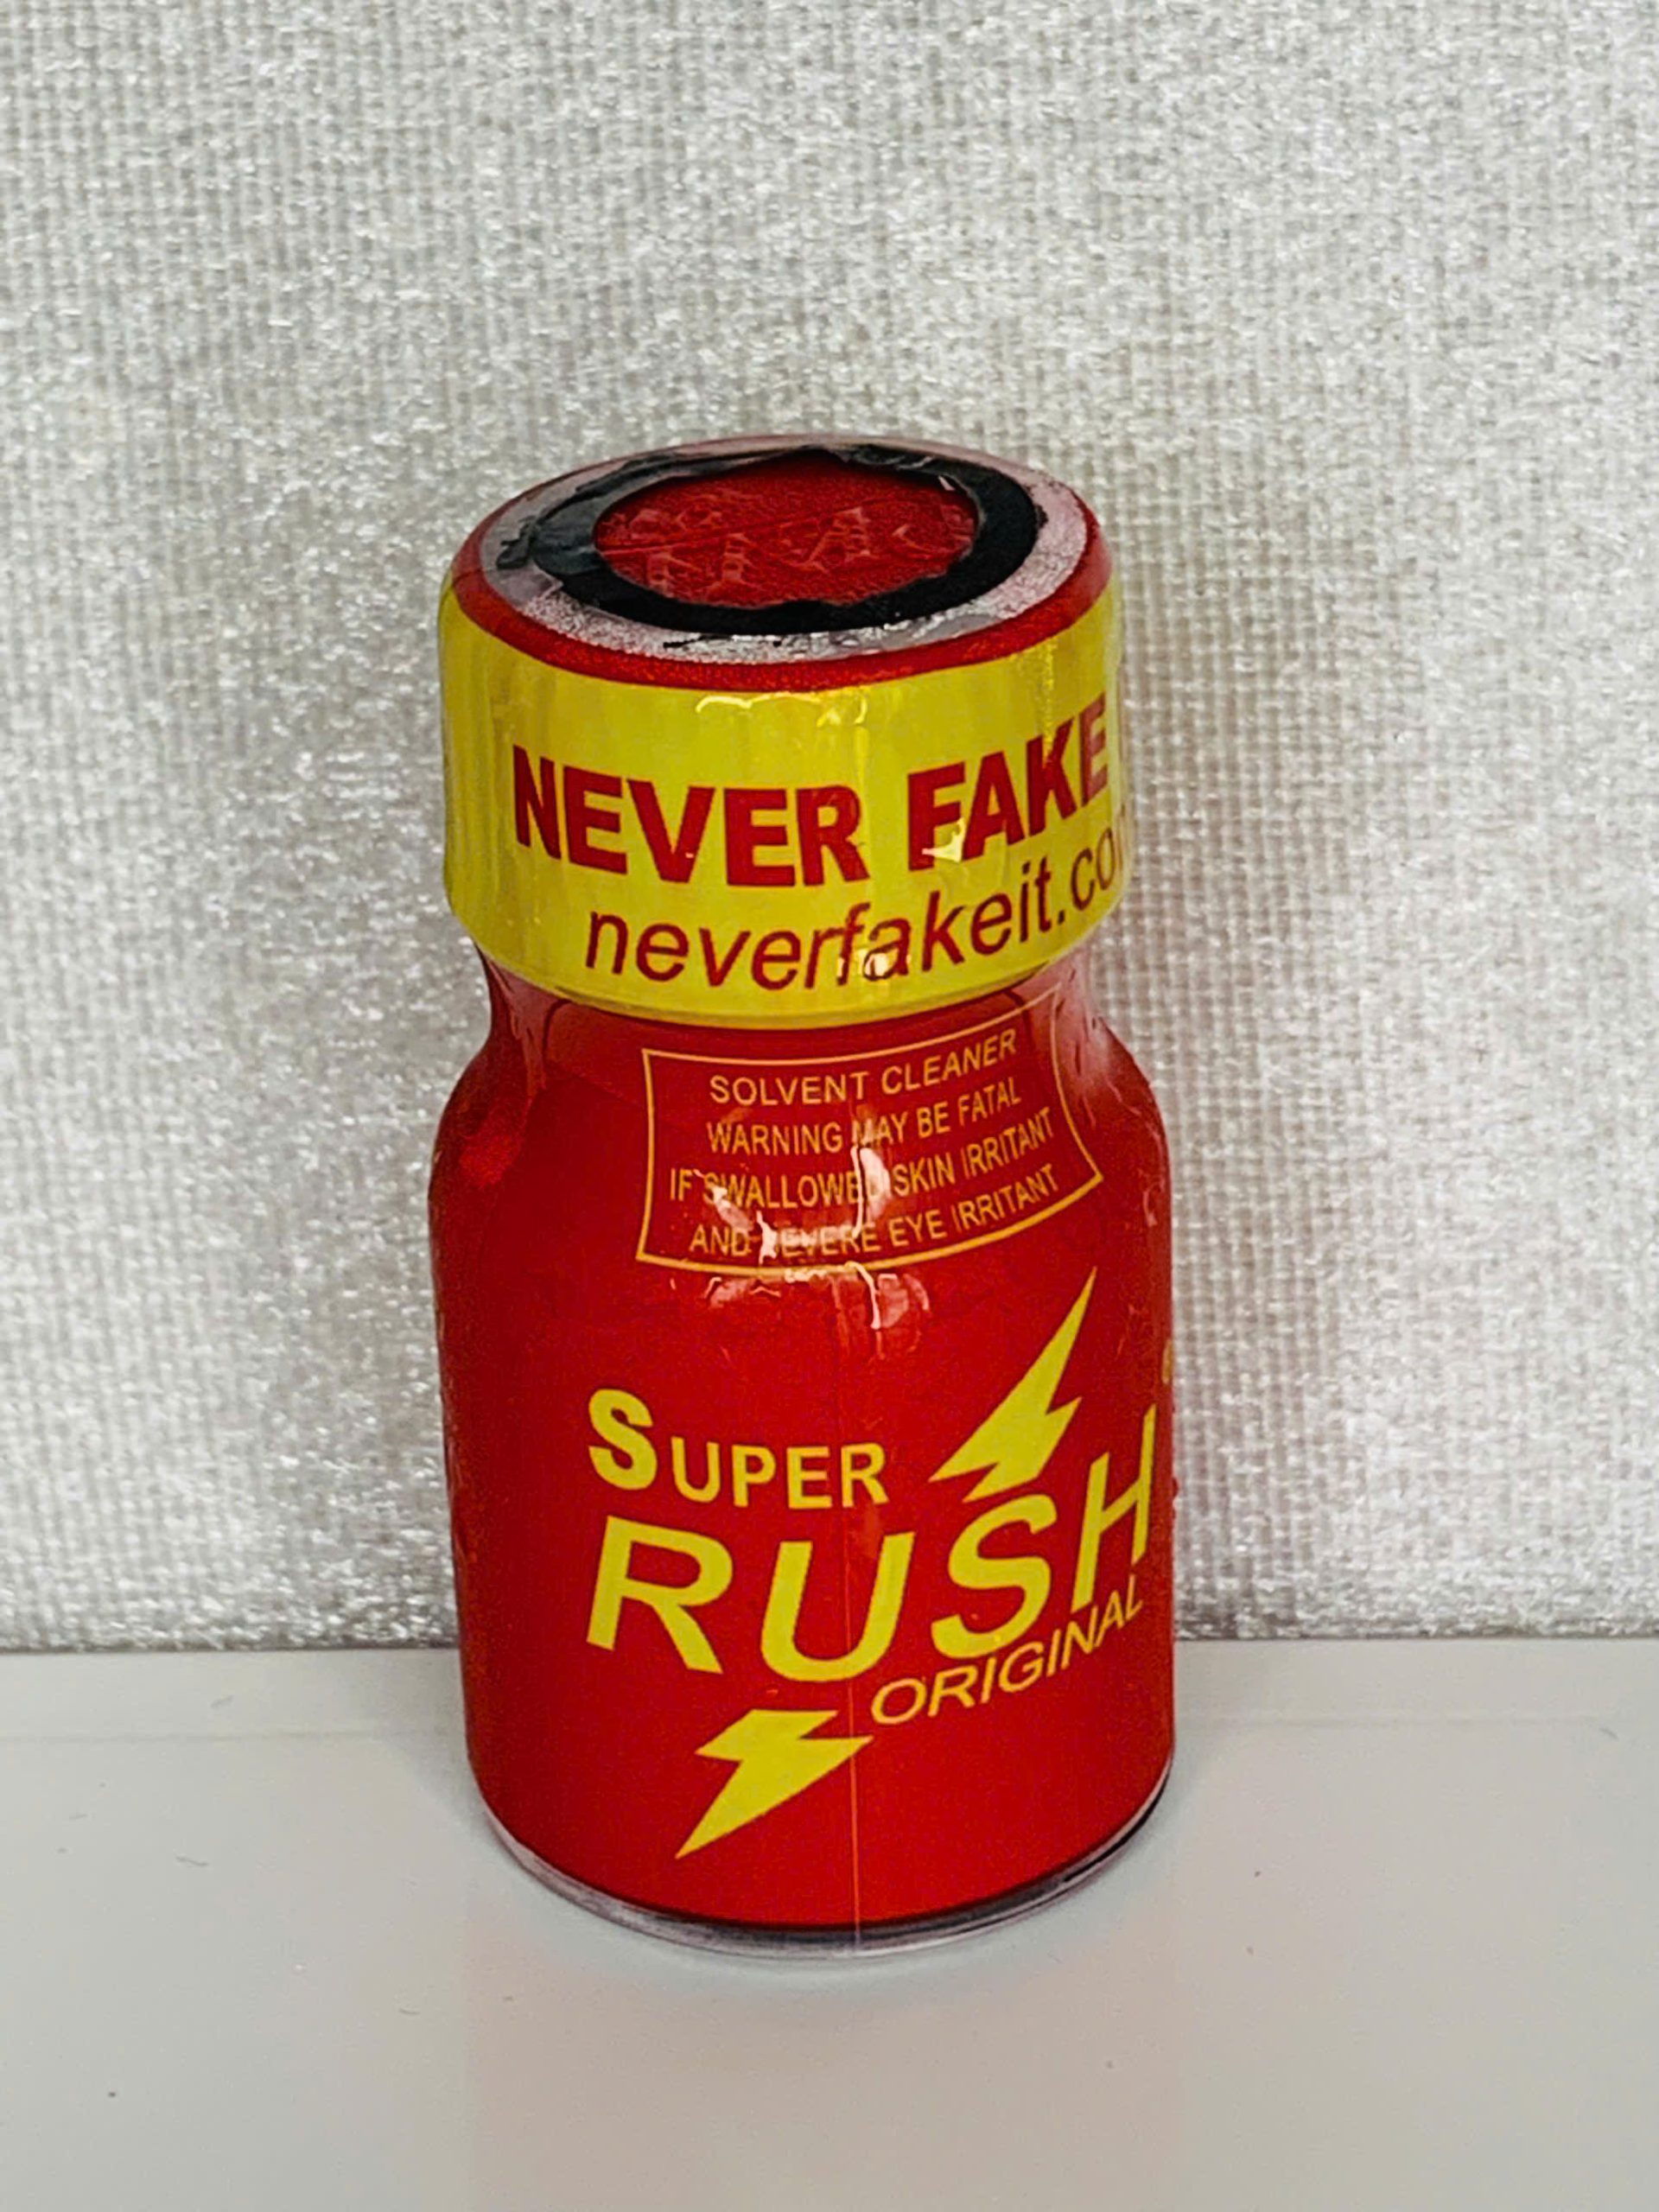 NEVER FAKE
neverfakeit.co
SOLVENT CLEANER
WARNING MAY BE FATAL
IF SWALLOWED SKIN IRRITANT
AND SEVERE EYE IRRITANT
SUPER
RUSH
ORIGINAL